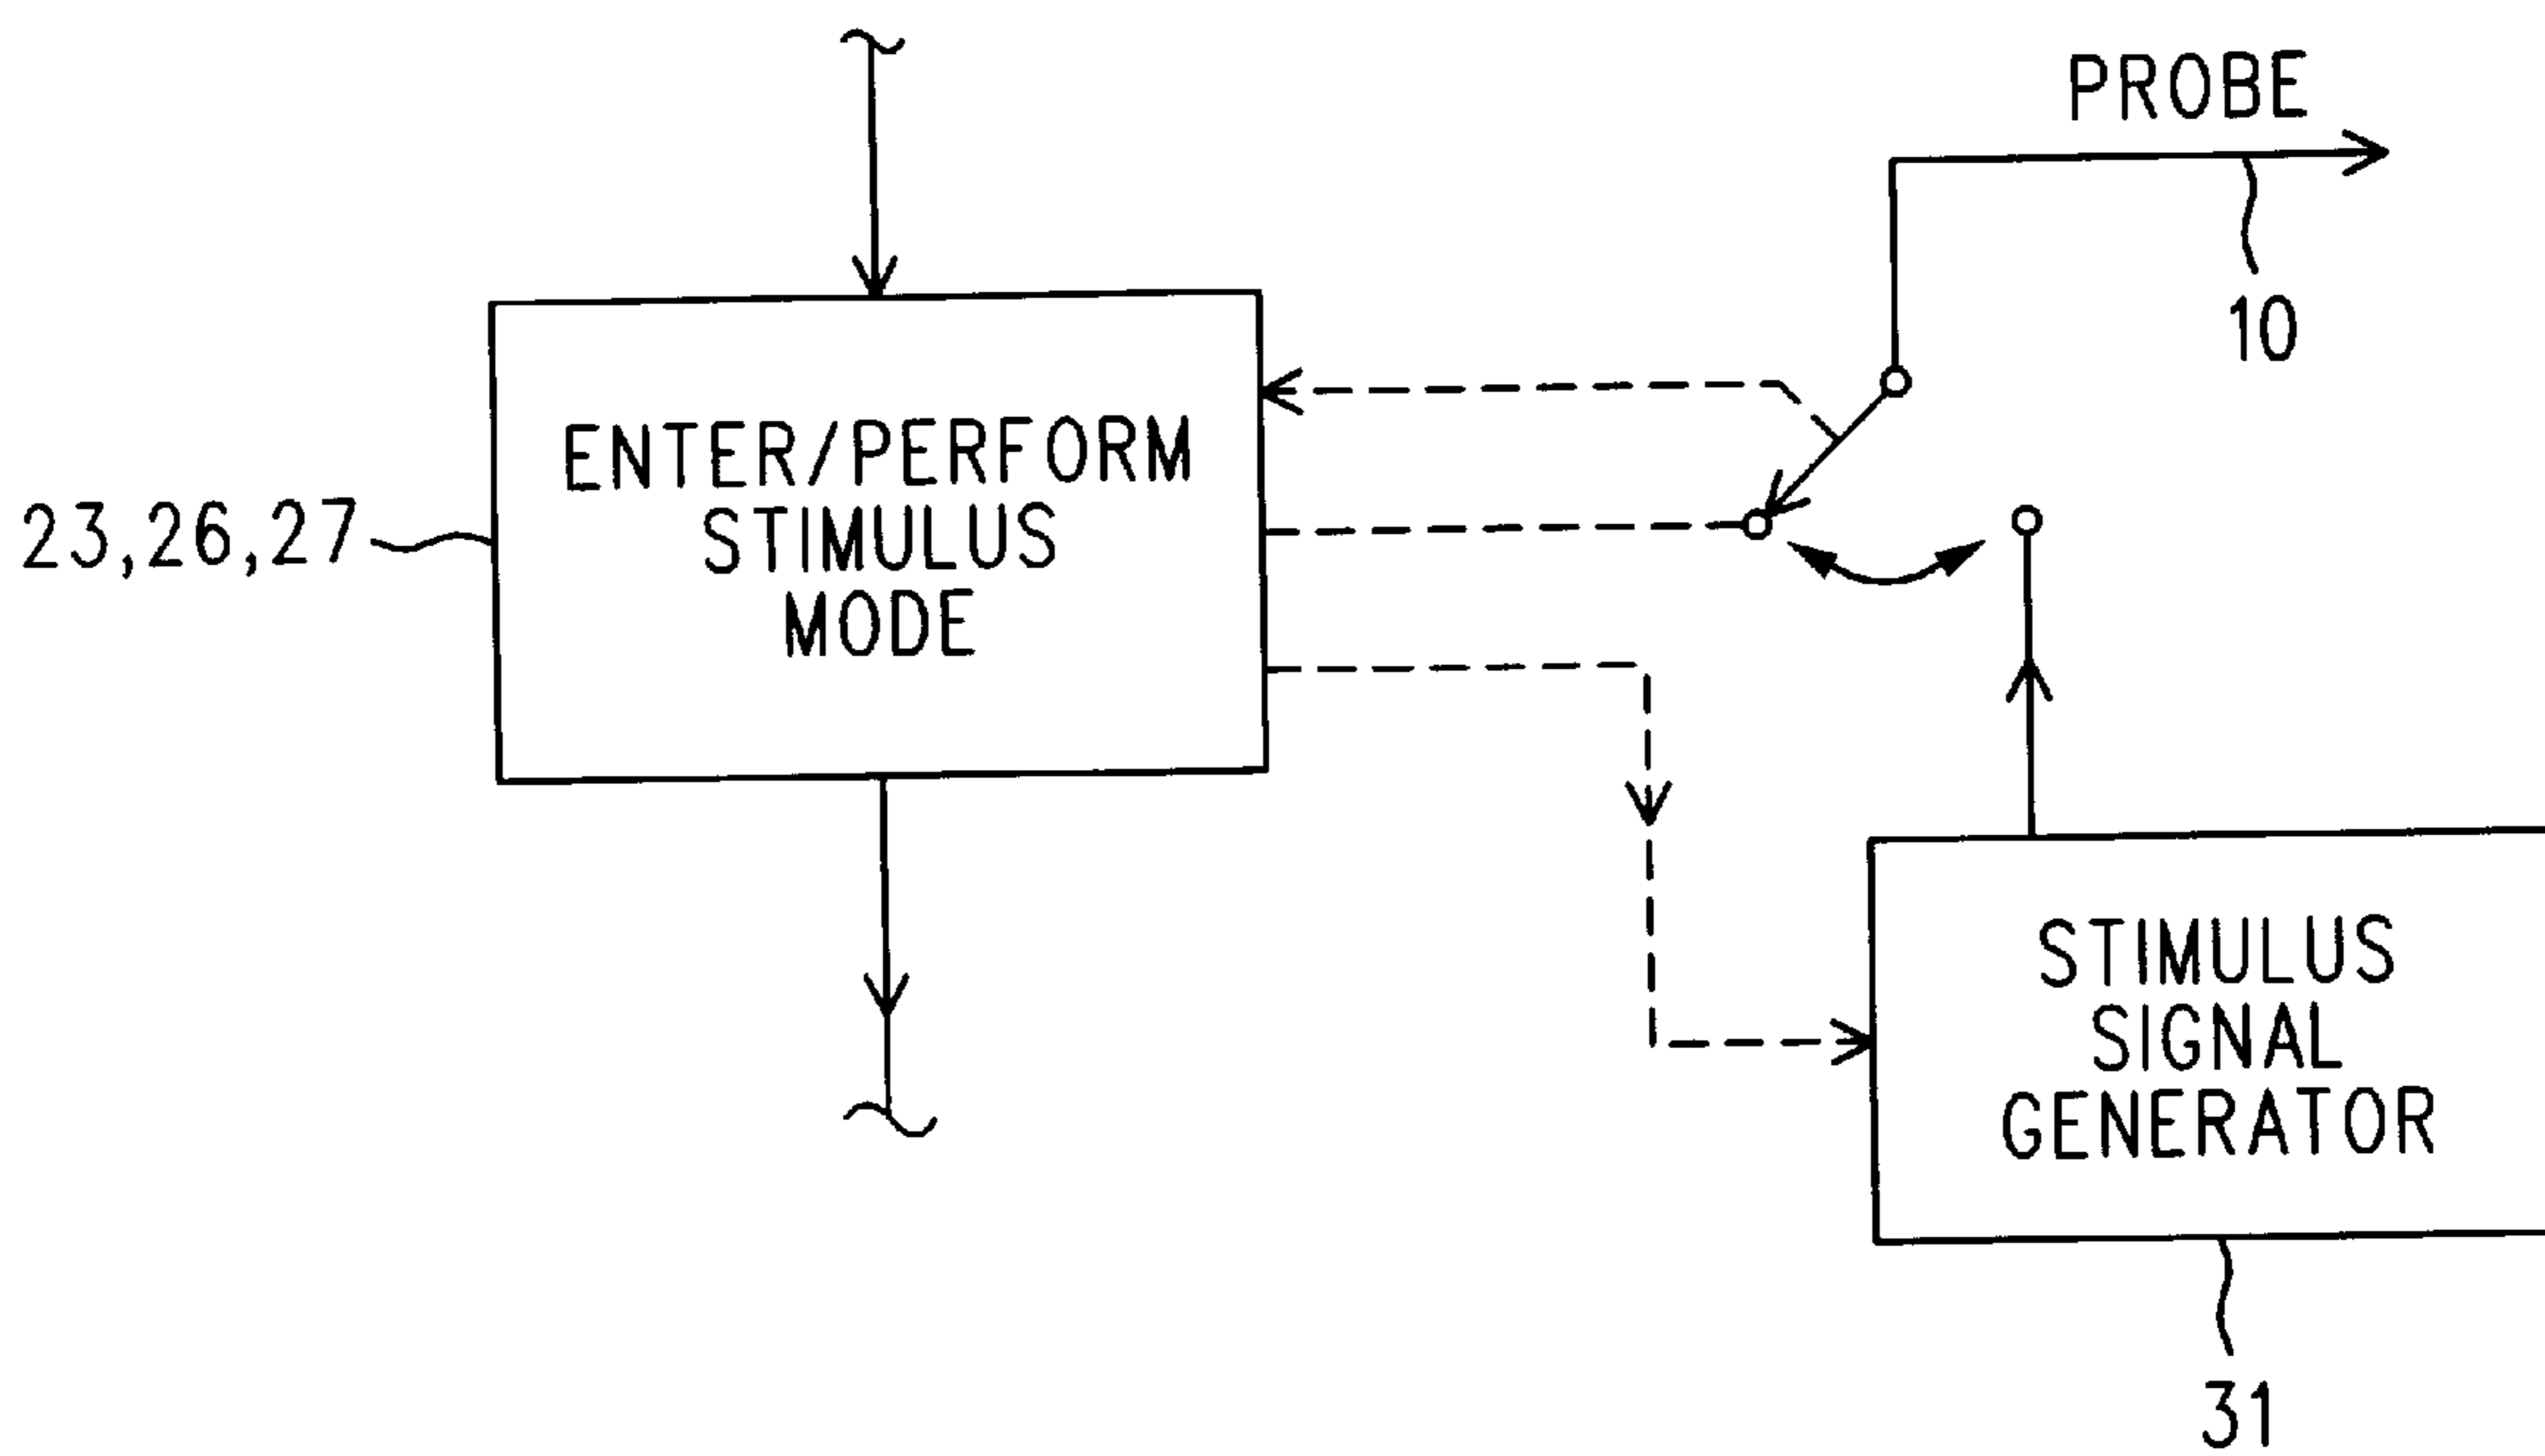 PROBE
10
ENTER/PERFORM
STIMULUS
MODE
23,26,27
STIMULUS
SIGNAL
GENERATOR
31